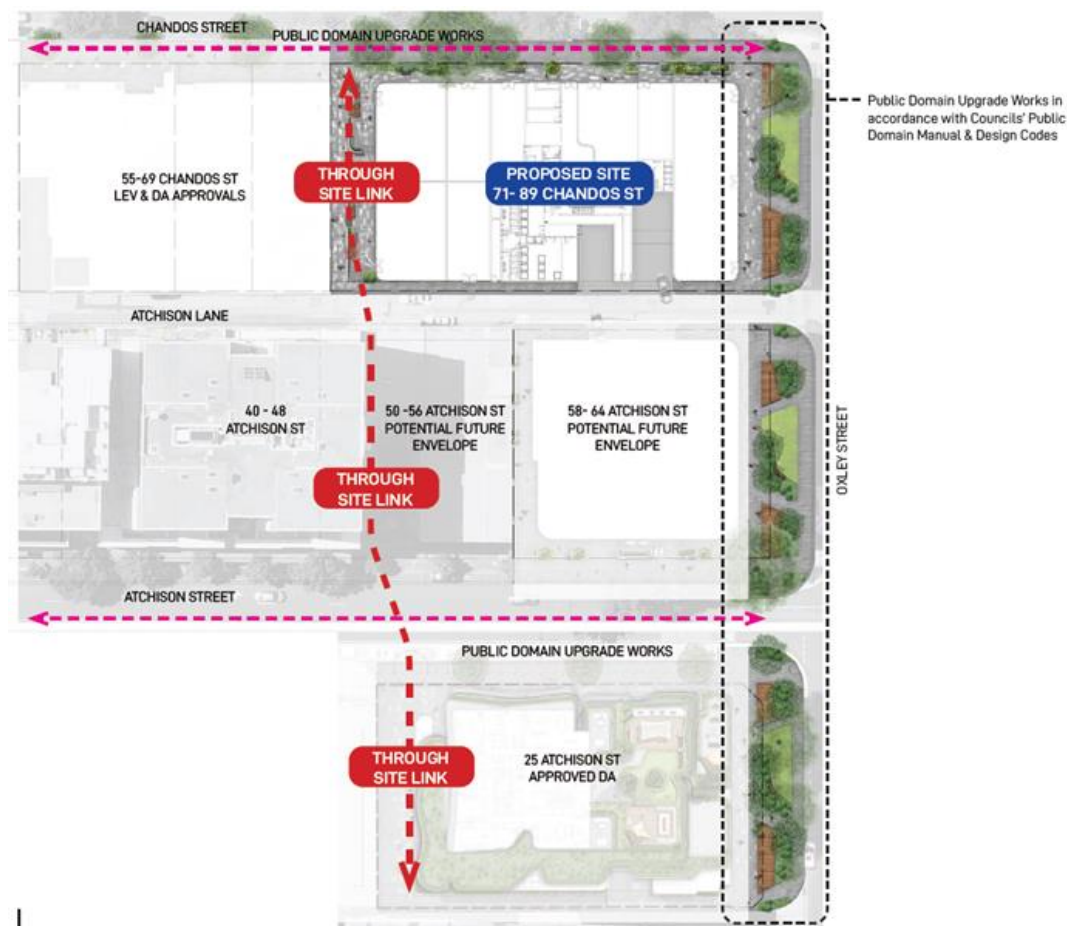 CHANDOS STREET
PUBLIC DOMAIN UPGRADE WORKS
Public Domain Upgrade Works in
accordance with Councils' Public
Domain Manual & Design Codes
55-69 CHANDOS ST
LEV & DA APPROVALS
THROUGH
SITE LINK
PROPOSED SITE
71- 89 CHANDOS ST
ATCHISON LANE
40 - 48
ATCHISON ST
50 -56 ATCHISON ST
POTENTIAL FUTURE
ENVELOPE
58- 64 ATCHISON ST
POTENTIAL FUTURE
ENVELOPE
OXLEY STREET
THROUGH
SITE LINK
ATCHISON STREET
PUBLIC DOMAIN UPGRADE WORKS
THROUGH
SITE LINK
25 ATCHISON ST
APPROVED DA